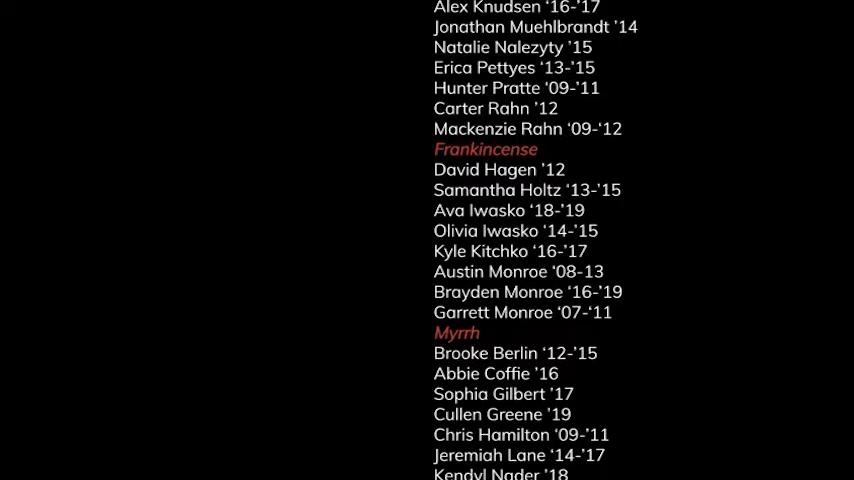 Alex Knudsen ‘16-’17
Jonathan Muehlbrandt ’14
Natalie Nalezyty ’15
Erica Pettyes ‘13-’15
Hunter Pratte ‘09-’11
Carter Rahn ’12
Mackenzie Rahn ‘09-‘12
Frankincense
David Hagen ’12
Samantha Holtz ‘13-’15
Ava Iwasko ‘18-’19
Olivia Iwasko ‘14-’15
Kyle Kitchko ‘16-’17
Austin Monroe ‘08-13
Brayden Monroe ‘16-’19
Garrett Monroe ‘07-‘11
Myrrh
Brooke Berlin ‘12-’15
Abbie Coffie ’16
Sophia Gilbert ’17
Cullen Greene ’19
Chris Hamilton ‘09-’11
Jeremiah Lane ‘14-’17
Kendyl Nader ’18